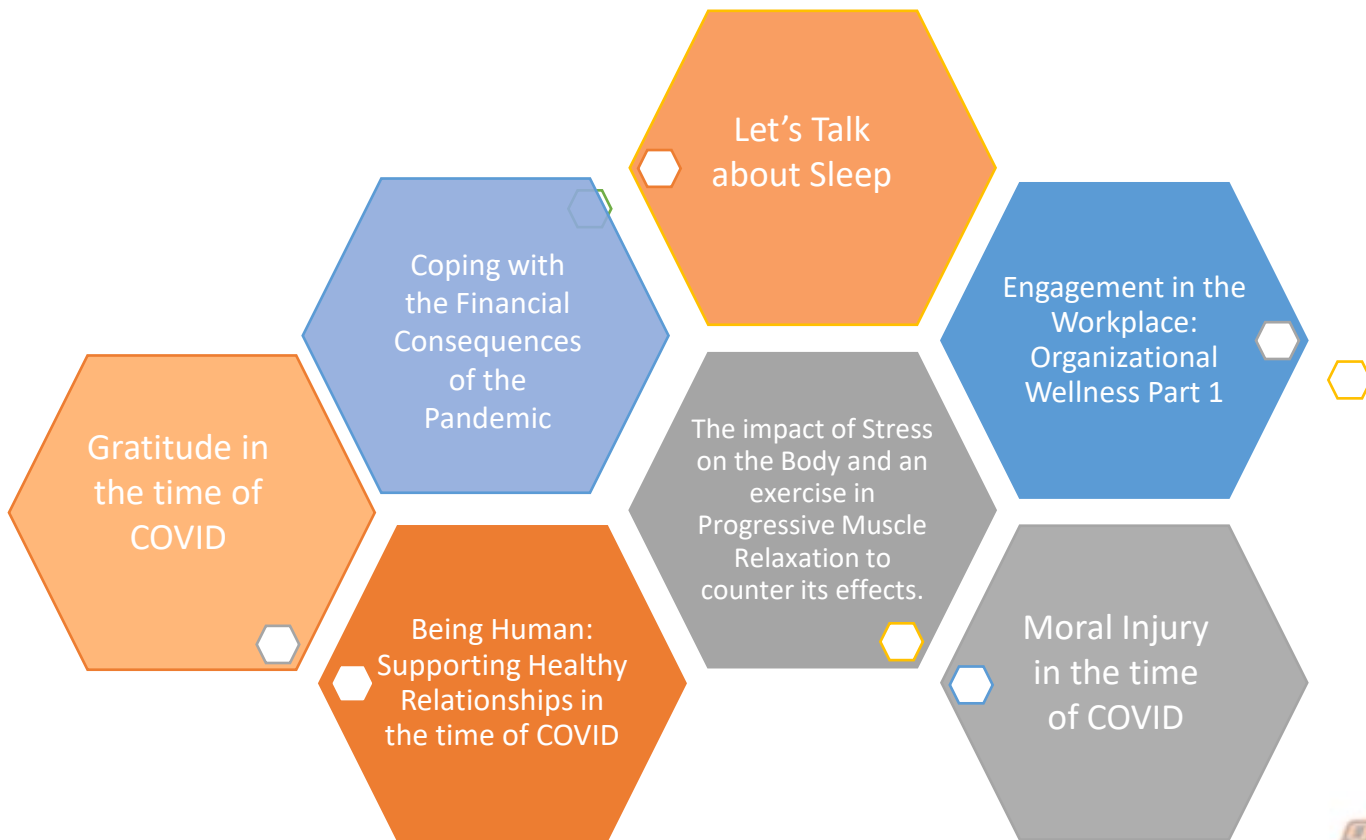 Let’s Talk
about Sleep
Coping with
the Financial
Consequences
of the
Pandemic
Engagement in the
Workplace:
Organizational
Wellness Part 1
Gratitude in
the time of
COVID
The impact of Stress
on the Body and an
exercise in
Progressive Muscle
Relaxation to
counter its effects.
Being Human:
Supporting Healthy
Relationships in
the time of COVID
Moral Injury
in the time
of COVID